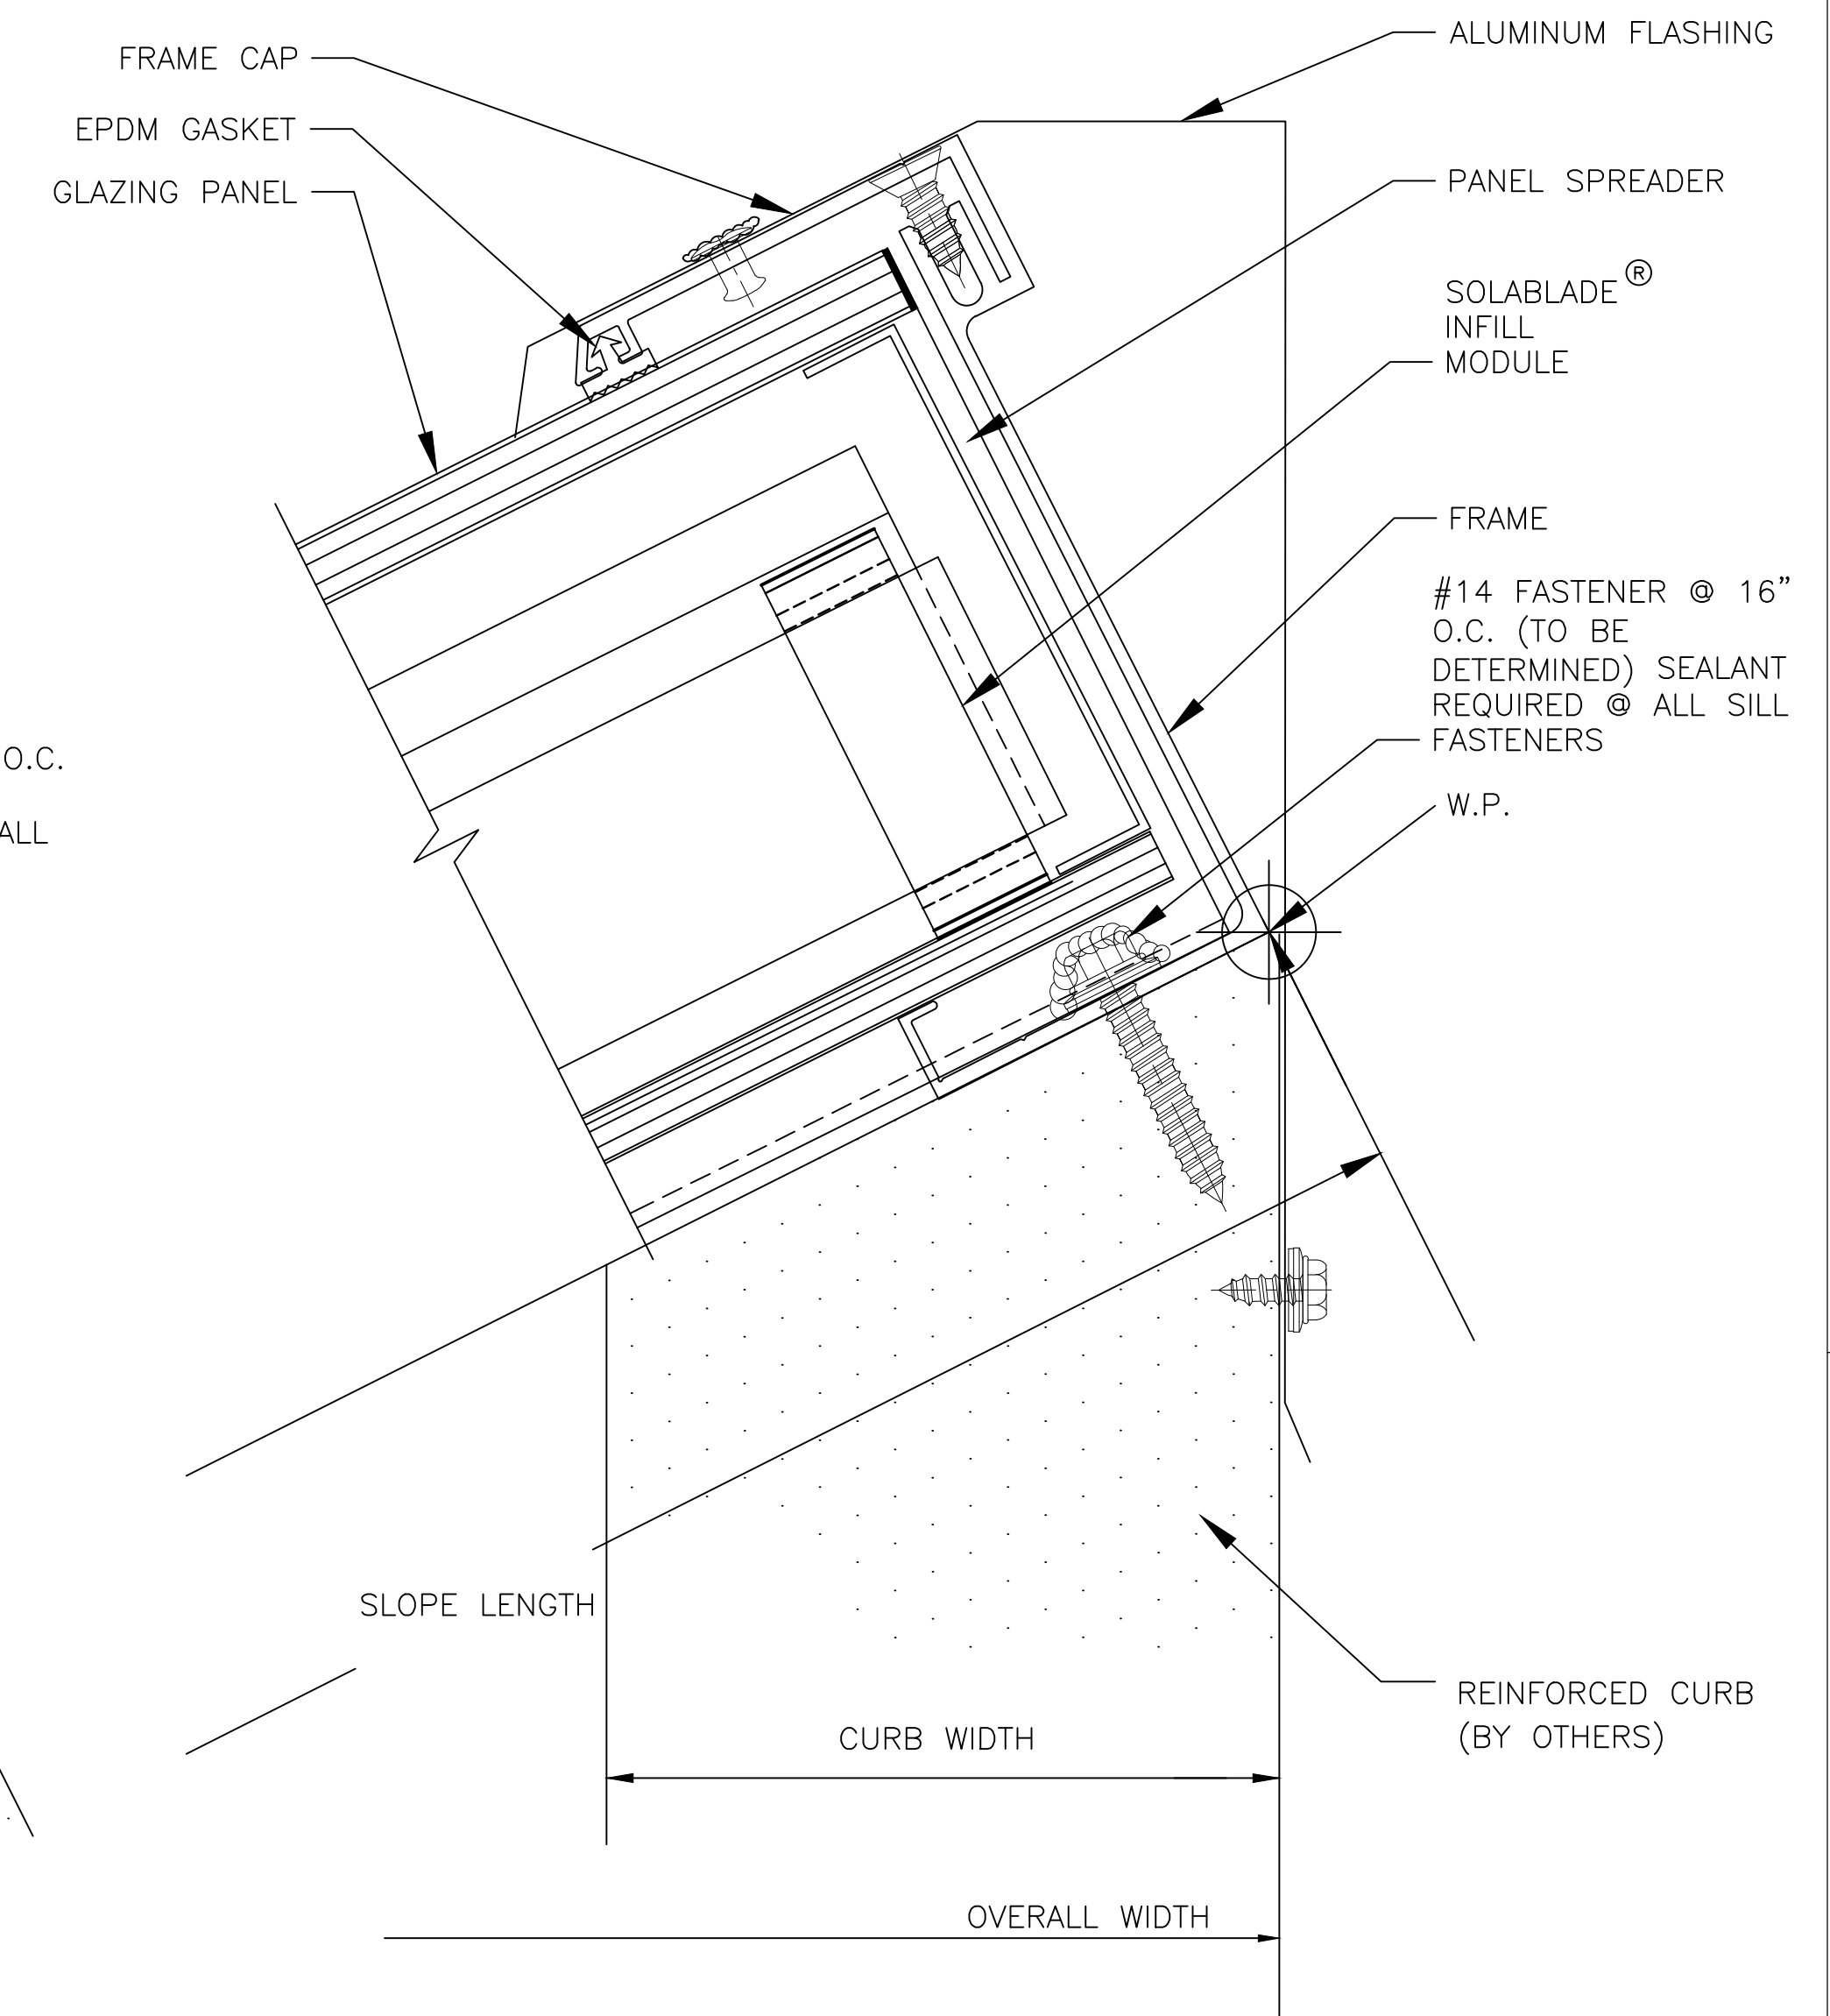 FRAME CAP
EPDM GASKET
GLAZING PANEL
O.C.
ALL
ALUMINUM FLASHING
PANEL SPREADER
SOLABLADE®
INFILL
MODULE
FRAME
#14 FASTENER @ 16”
O.C. (TO BE
DETERMINED) SEALANT
REQUIRED @ ALL SILL
FASTENERS
W.P.
SLOPE LENGTH
REINFORCED CURB
(BY OTHERS)
CURB WIDTH
OVERALL WIDTH